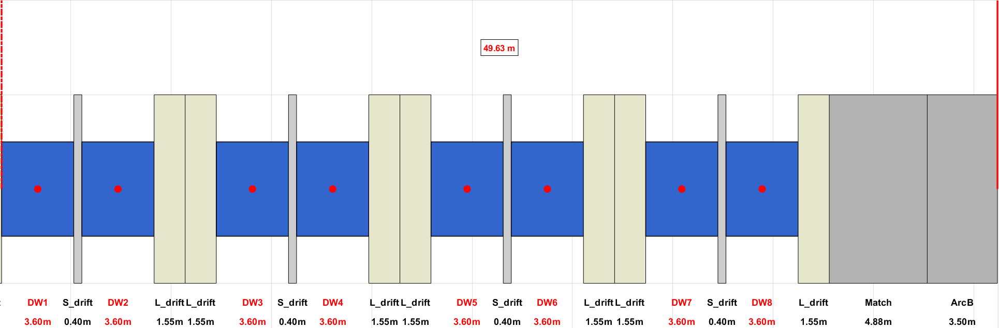 49.63 m
DW1 S_drift DW2 L_drift L_drift DW3 S_drift DW4 L_drift L_drift DW5 S_drift DW6 L_drift L_drift DW7 S_drift DW8 L_drift Match ArcB
3.60m 0.40m 3.60m 1.55m 1.55m 3.60m 0.40m 3.60m 1.55m 1.55m 3.60m 0.40m 3.60m 1.55m 1.55m 3.60m 0.40m 3.60m 1.55m 4.88m 3.50m